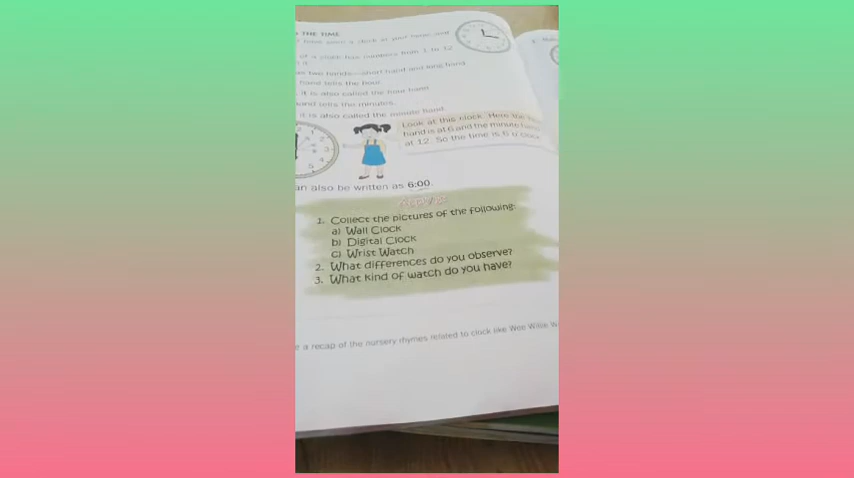 THE TIME
have seen a clock at your home and
of a clock has numbers from 1 to 12
two hands—short hand and long hand
hand tells the hour.
It is also called the hour hand
hand tells the minutes.
It is also called the minute hand
Look at this clock. Here the
hand is at 6 and the minute hand
at 12. So the time is 6 o'clock
also be written as 6:00.
1. Collect the pictures of the following:
a) Wall Clock
b) Digital Clock
c) Wrist Watch
2. What differences do you observe?
3. What kind of watch do you have?
a recap of the nursery rhymes related to clock like Wee Willie W